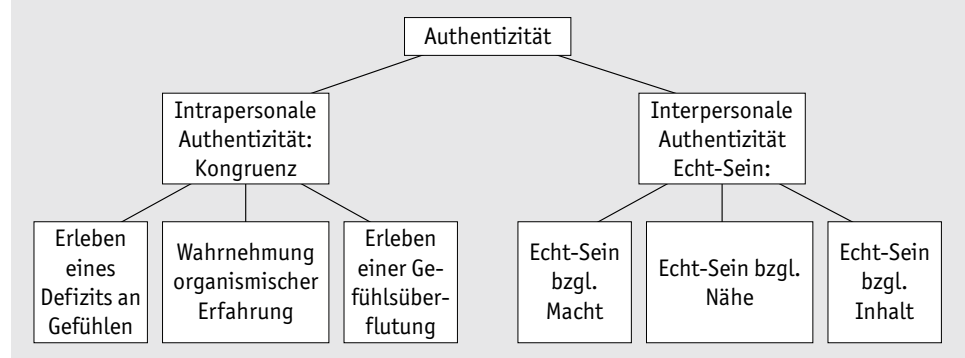 Authentizität
Intrapersonale
Authentizität:
Kongruenz
Interpersonale
Authentizität
Echt-Sein:
Erleben
eines
Defizits an
Gefühlen
Wahrnehmung
organismischer
Erfahrung
Erleben
einer Ge-
fühlsüber-
flutung
Echt-Sein
bzgl.
Macht
Echt-Sein bzgl.
Nähe
Echt-Sein
bzgl.
Inhalt